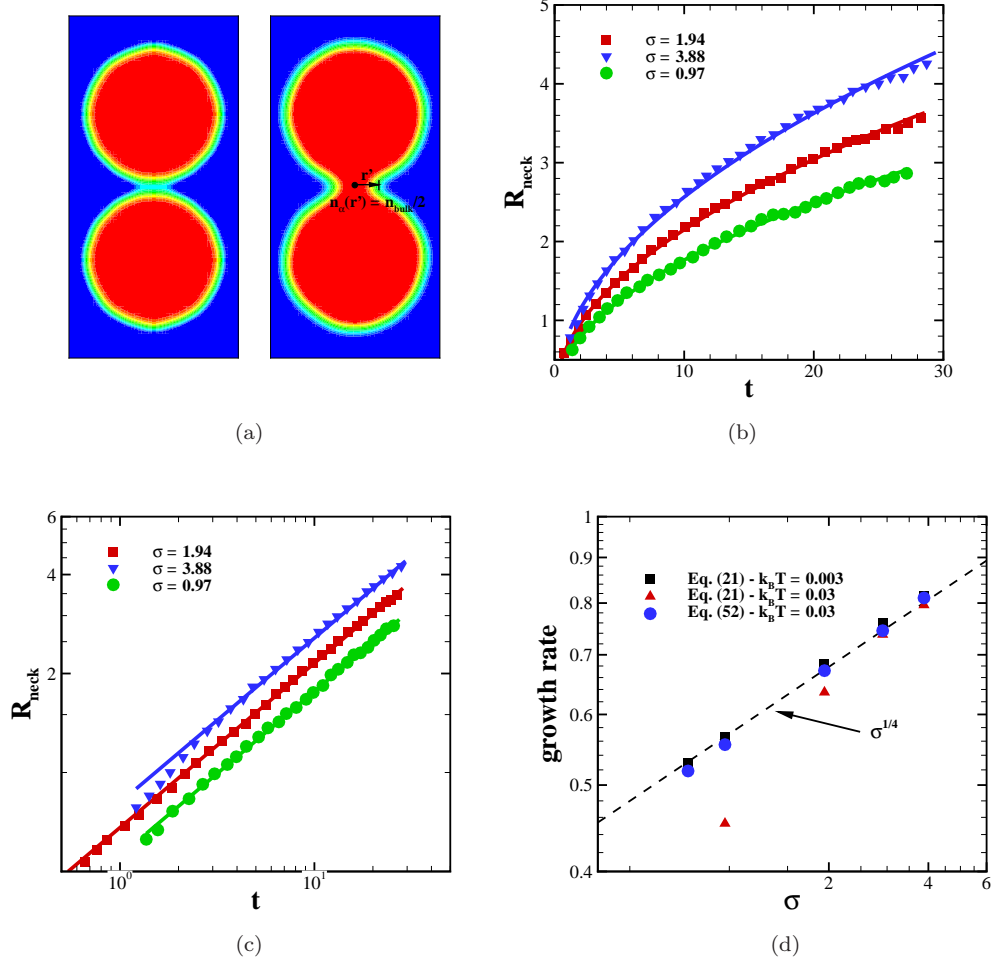 r'
n_α(r') = n_bulk/2
(a)
R_neck
5
4
3
2
1
σ = 1.94
σ = 3.88
σ = 0.97
0
10
20
30
t
(b)
R_neck
6
4
2
σ = 1.94
σ = 3.88
σ = 0.97
10^0
10^1
t
(c)
growth rate
1
0.9
0.8
0.7
0.6
0.5
0.4
Eq. (21) - k_BT = 0.003
Eq. (21) - k_BT = 0.03
Eq. (52) - k_BT = 0.03
σ^1/4
2
4
6
σ
(d)